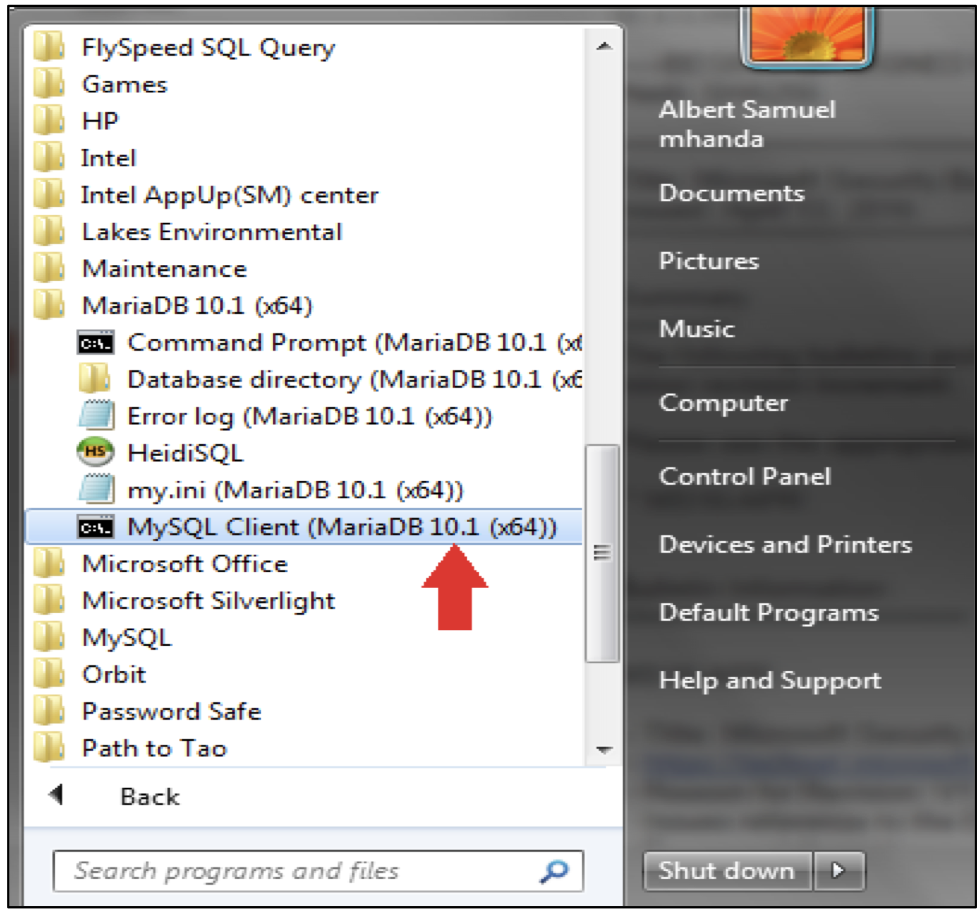 FlySpeed SQL Query
Games
HP
Intel
Intel AppUp(SM) center
Lakes Environmental
Maintenance
MariaDB 10.1 (x64)
Command Prompt (MariaDB 10.1 (x6
Database directory (MariaDB 10.1 (x6
Error log (MariaDB 10.1 (x64))
HS HeidiSQL
my.ini (MariaDB 10.1 (x64))
C:\. MySQL Client (MariaDB 10.1 (x64))
Microsoft Office
Microsoft Silverlight
MySQL
Orbit
Password Safe
Path to Tao
Back
Search programs and files
Albert Samuel
mhanda
Documents
Pictures
Music
Computer
Control Panel
Devices and Printers
Default Programs
Help and Support
Shut down